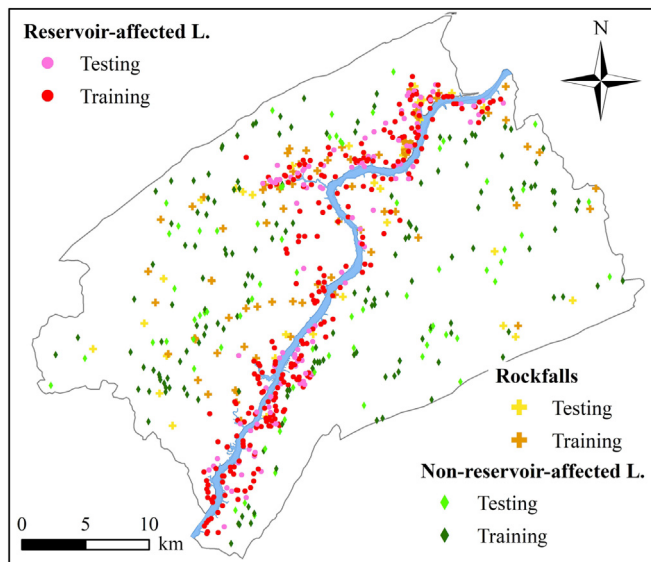 Reservoir-affected L.
Testing
Training
N
Rockfalls
Testing
Training
Non-reservoir-affected L.
Testing
Training
0 5 10
km